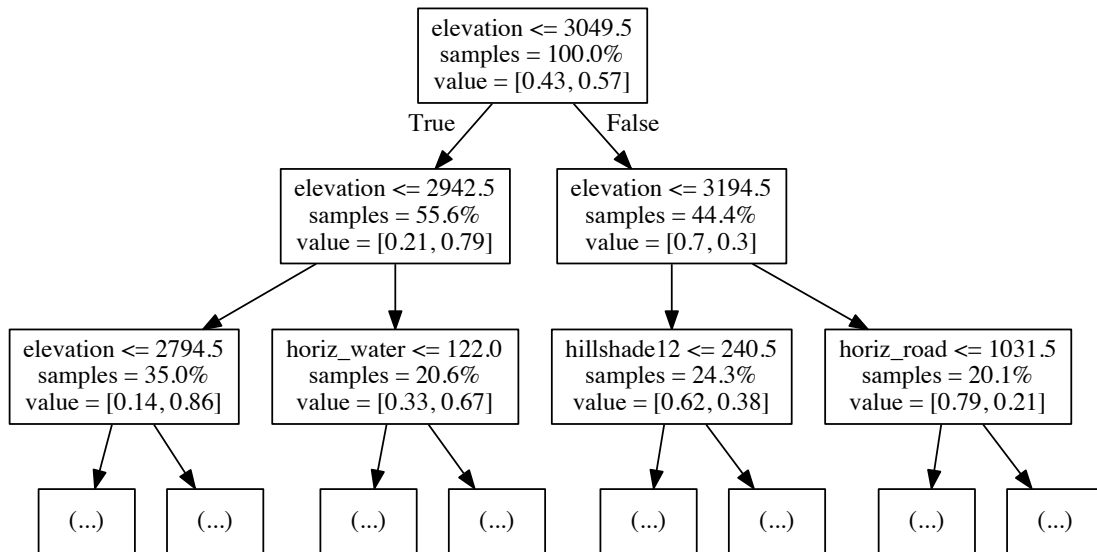 elevation <= 3049.5
samples = 100.0%
value = [0.43, 0.57]
True
False
elevation <= 2942.5
samples = 55.6%
value = [0.21, 0.79]
elevation <= 3194.5
samples = 44.4%
value = [0.7, 0.3]
elevation <= 2794.5
samples = 35.0%
value = [0.14, 0.86]
horiz_water <= 122.0
samples = 20.6%
value = [0.33, 0.67]
hillshade12 <= 240.5
samples = 24.3%
value = [0.62, 0.38]
horiz_road <= 1031.5
samples = 20.1%
value = [0.79, 0.21]
(...)
(...)
(...)
(...)
(...)
(...)
(...)
(...)